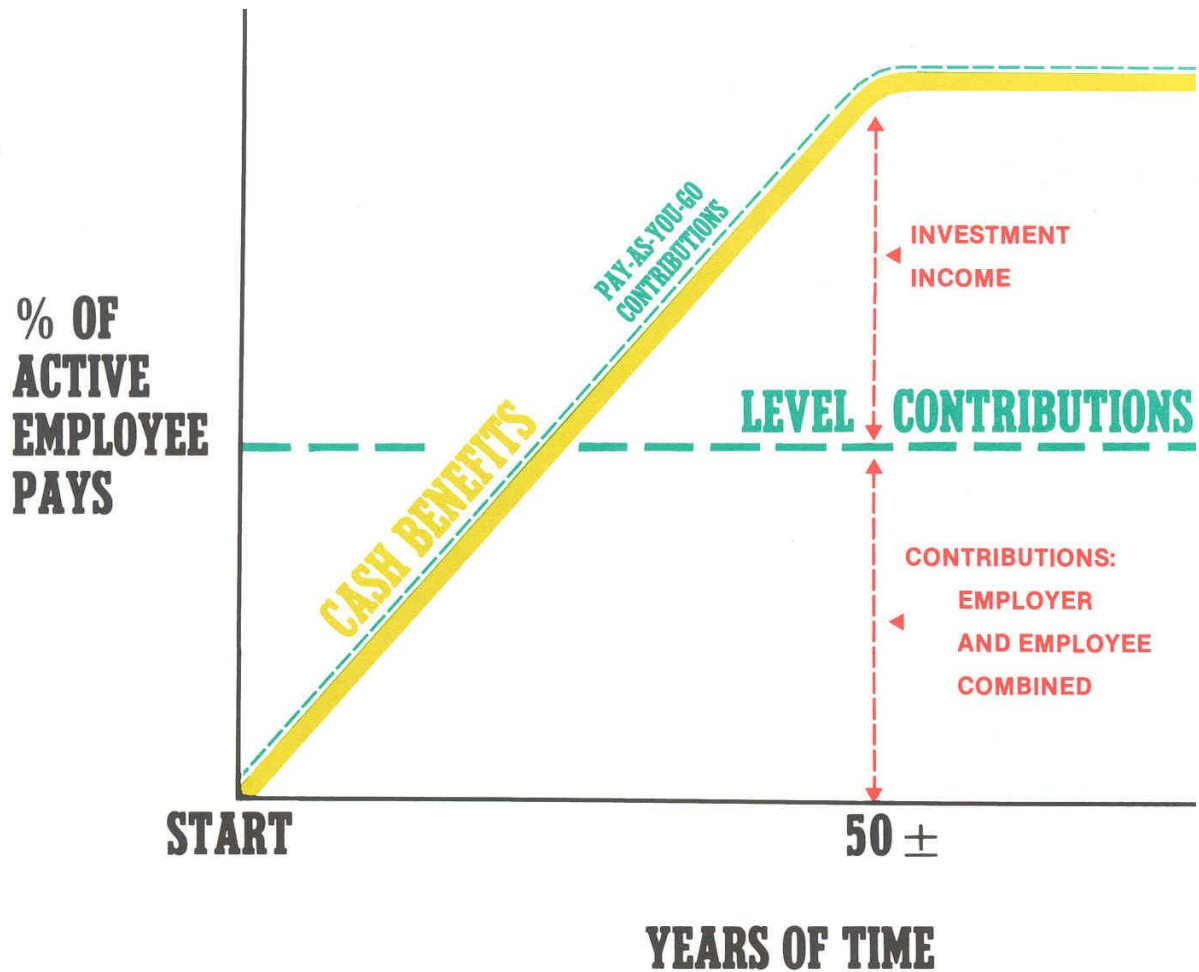 PAY-AS-YOU-GO
CONTRIBUTIONS
INVESTMENT
INCOME
% OF
ACTIVE
EMPLOYEE
PAYS
LEVEL CONTRIBUTIONS
CASH BENEFITS
CONTRIBUTIONS:
EMPLOYER
AND EMPLOYEE
COMBINED
START
50 ±
YEARS OF TIME